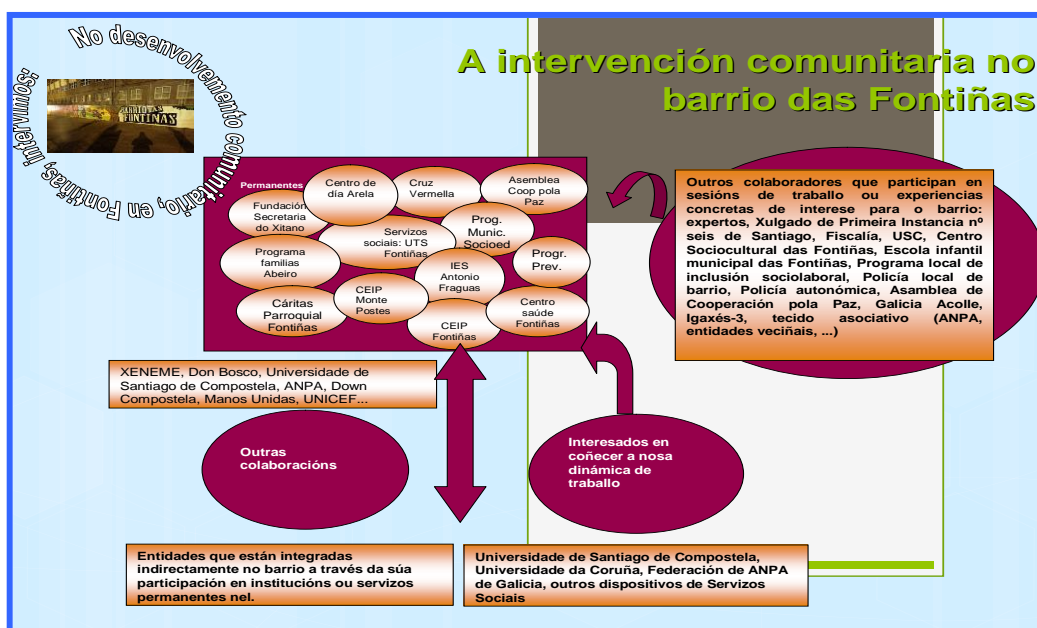 No desenvolvemento comunitario, en Fontiñas, intervimos:
BARRIO AS
FONTIÑAS
A intervención comunitaria no
barrio das Fontiñas
Permanentes
Fundación
Secretaria
do Xitano
Centro de
día Arela
Cruz
Vermella
Asemblea
Coop pola
Paz
Servizos
sociais: UTS
Fontiñas
Prog.
Munic.
Socioed
Programa
familias
Abeiro
IES
Antonio
Fraguas
Progr.
Prev.
Cáritas
Parroquial
Fontiñas
CEIP
Monte
Postes
CEIP
Fontiñas
Centro
saúde
Fontiñas
Outros colaboradores que participan en
sesións de traballo ou experiencias
concretas de interese para o barrio:
expertos, Xulgado de Primeira Instancia nº
seis de Santiago, Fiscalía, USC, Centro
Sociocultural das Fontiñas, Escola infantil
municipal das Fontiñas, Programa local de
inclusión sociolaboral, Policía local de
barrio, Policía autonómica, Asamblea de
Cooperación pola Paz, Galicia Acolle,
Igaxés-3, tecido asociativo (ANPA,
entidades veciñais, ...)
XENEME, Don Bosco, Universidade de
Santiago de Compostela, ANPA, Down
Compostela, Manos Unidas, UNICEF...
Outras
colaboracións
Interesados en
coñecer a nosa
dinámica de
traballo
Entidades que están integradas
indirectamente no barrio a través da súa
participación en institucións ou servizos
permanentes nel.
Universidade de Santiago de Compostela,
Universidade da Coruña, Federación de ANPA
de Galicia, outros dispositivos de Servizos
Sociais